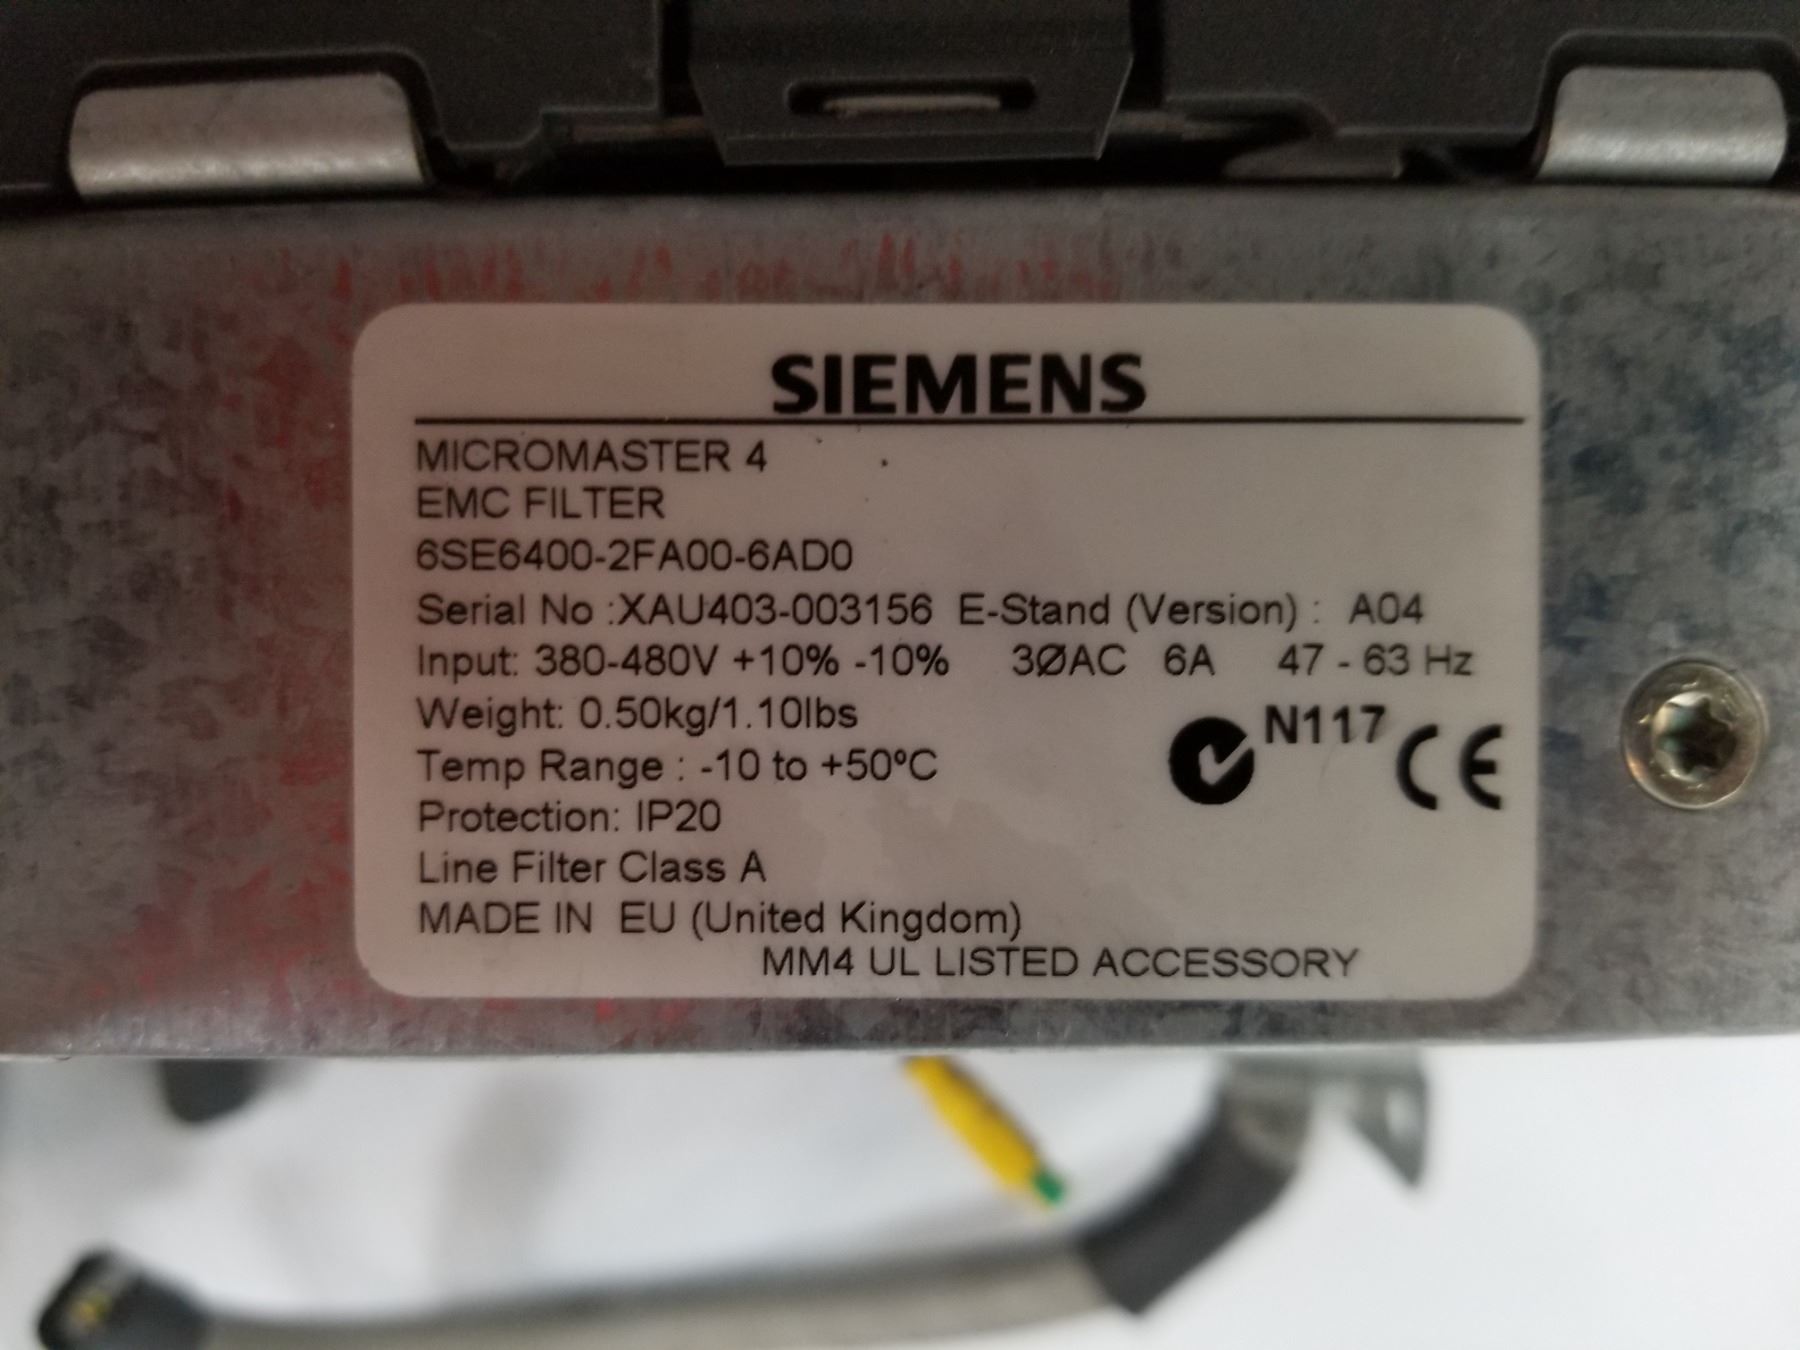 SIEMENS
MICROMASTER 4
EMC FILTER
6SE6400-2FA00-6AD0
Serial No :XAU403-003156 E-Stand (Version) : A04
Input: 380-480V +10% -10% 3ØAC 6A 47 - 63 Hz
Weight: 0.50kg/1.10lbs
N117 CE
Temp Range : -10 to +50ºC
Protection: IP20
Line Filter Class A
MADE IN EU (United Kingdom)
MM4 UL LISTED ACCESSORY